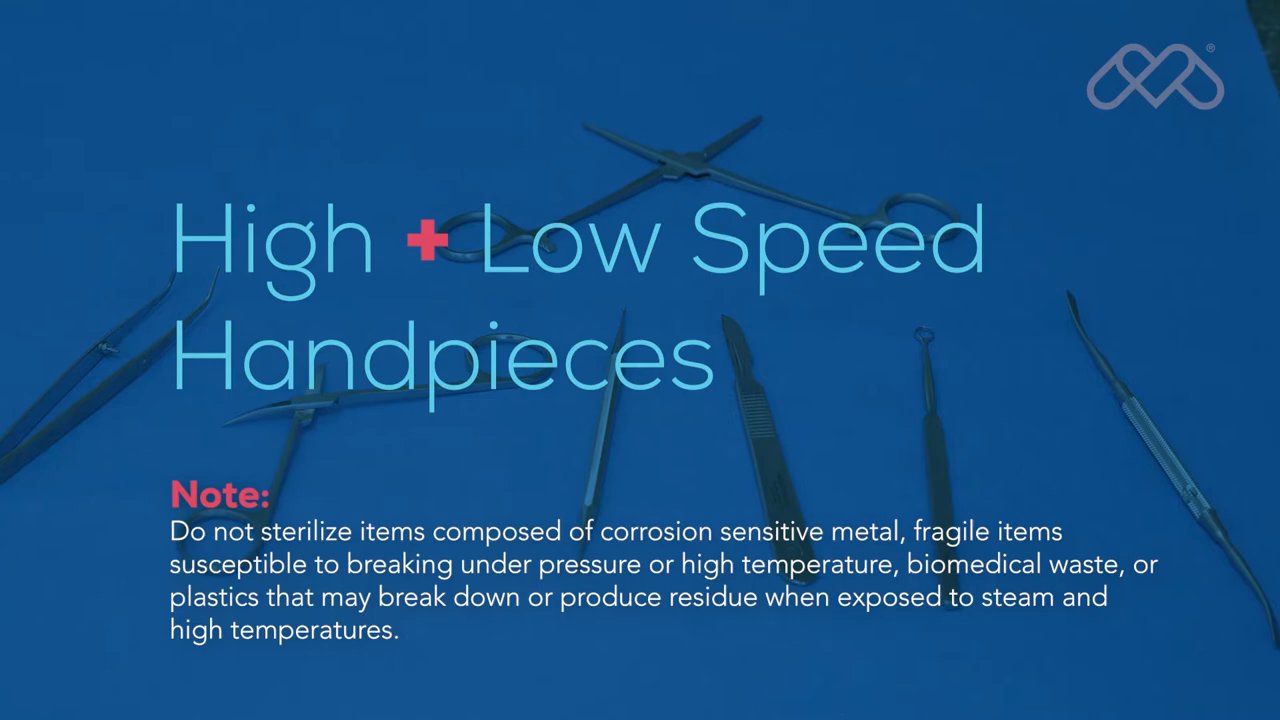 High + Low Speed
Handpieces
Note:
Do not sterilize items composed of corrosion sensitive metal, fragile items
susceptible to breaking under pressure or high temperature, biomedical waste, or
plastics that may break down or produce residue when exposed to steam and
high temperatures.